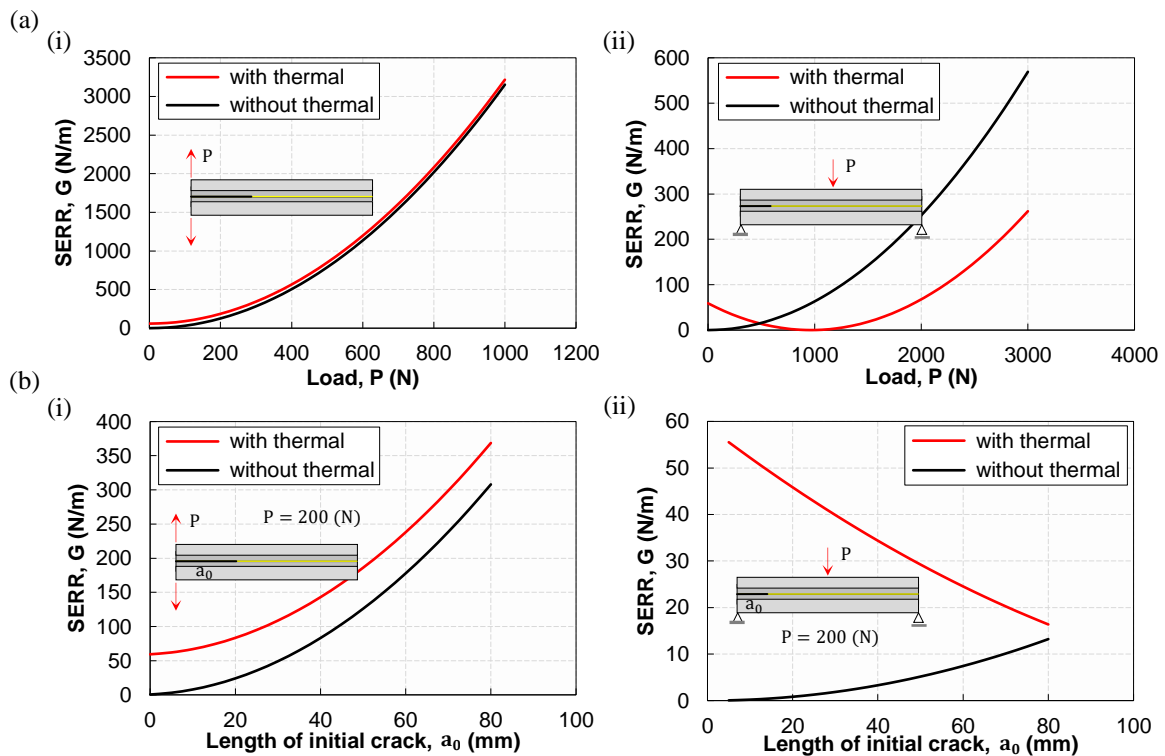 (a)
(i)
3500
3000
2500
2000
1500
1000
500
0
SERR, G (N/m)
with thermal
without thermal
P
0 200 400 600 800 1000 1200
Load, P (N)
(ii)
600
500
400
300
200
100
0
SERR, G (N/m)
with thermal
without thermal
P
0 1000 2000 3000 4000
Load, P (N)
(b)
(i)
400
350
300
250
200
150
100
50
0
SERR, G (N/m)
with thermal
without thermal
P
P = 200 (N)
a₀
0 20 40 60 80 100
Length of initial crack, a₀ (mm)
(ii)
60
50
40
30
20
10
0
SERR, G (N/m)
with thermal
without thermal
P
a₀
P = 200 (N)
0 20 40 60 80 100
Length of initial crack, a₀ (mm)